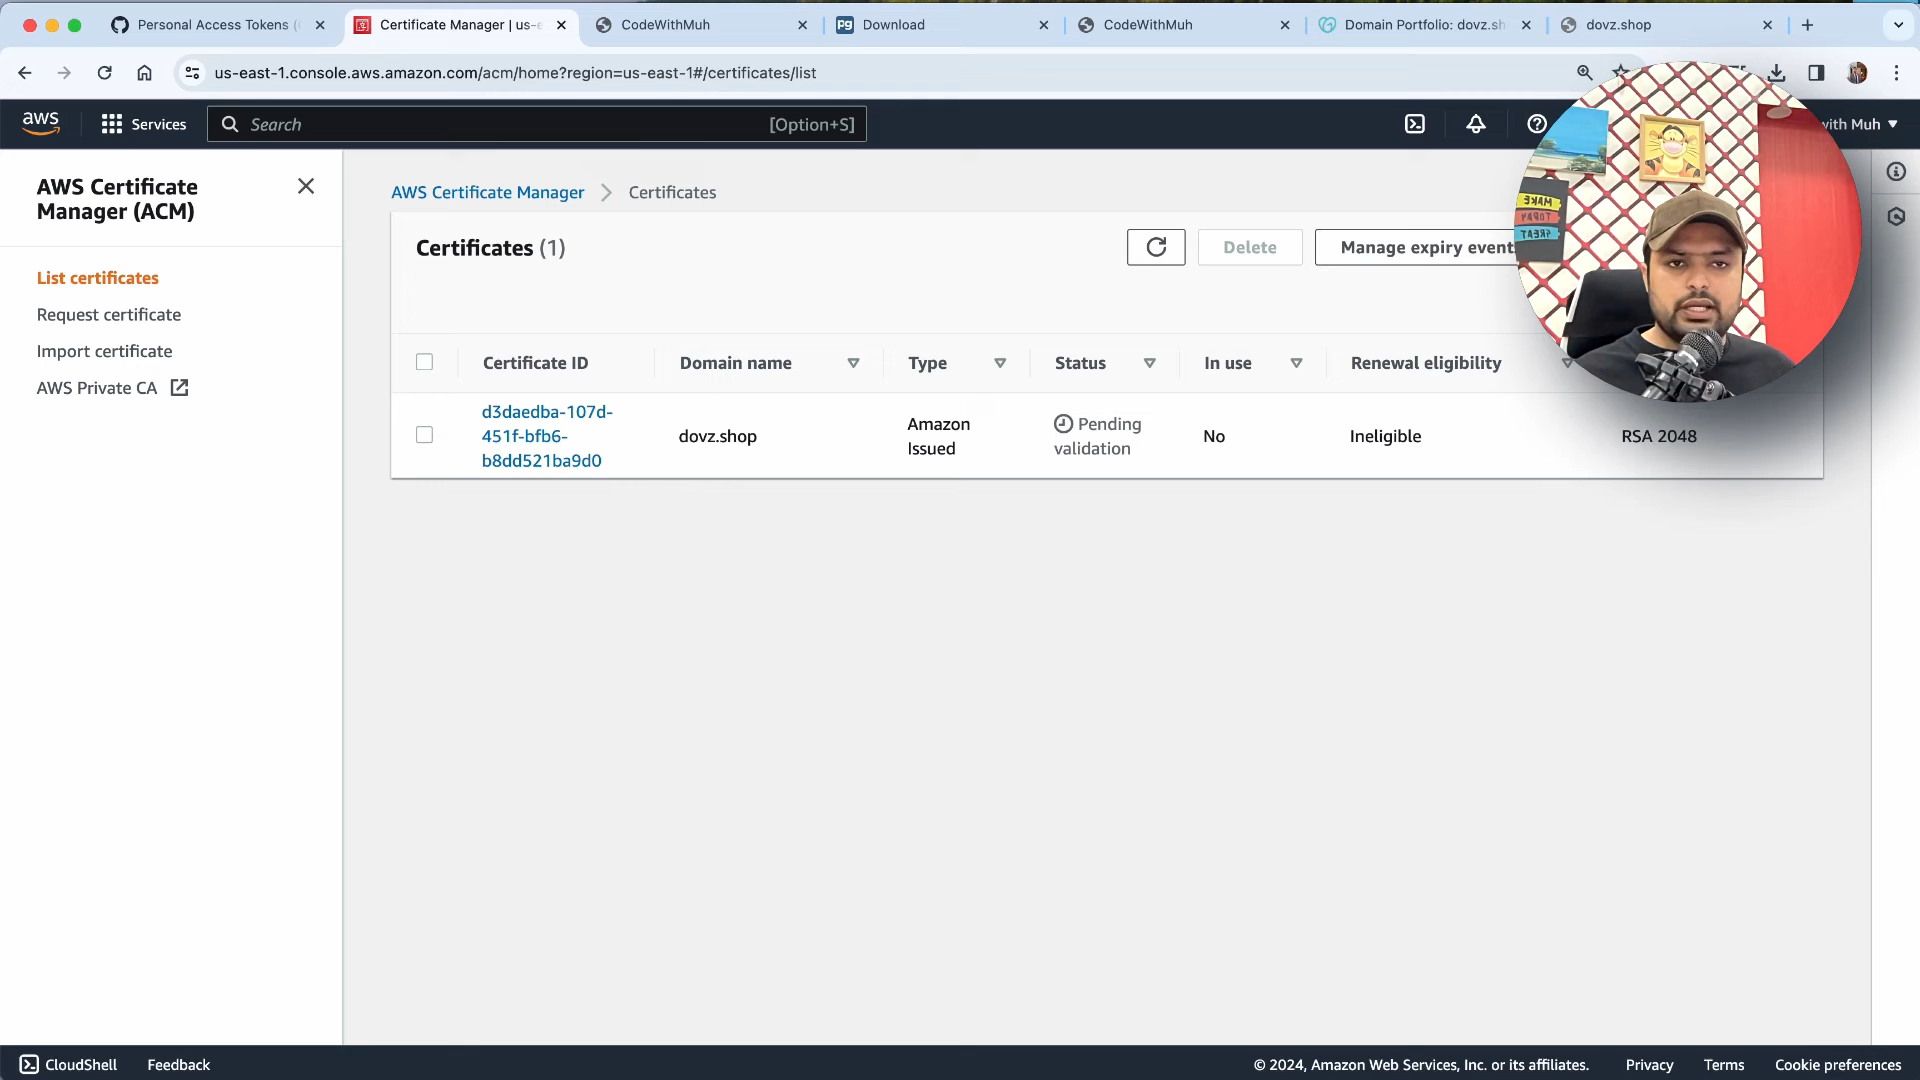 Personal Access Tokens (
Certificate Manager | us-e
CodeWithMuh
pg Download
CodeWithMuh
Domain Portfolio: dovz.sh
dovz.shop
us-east-1.console.aws.amazon.com/acm/home?region=us-east-1#/certificates/list
aws
Services
Search
[Option+S]
with Muh
AWS Certificate
Manager (ACM)
List certificates
Request certificate
Import certificate
AWS Private CA
AWS Certificate Manager
Certificates
Certificates (1)
Delete
Manage expiry event
MAKE
TODAY
GREAT
Certificate ID
Domain name
Type
Status
In use
Renewal eligibility
d3daedba-107d-
451f-bfb6-
b8dd521ba9d0
dovz.shop
Amazon
Issued
Pending
validation
No
Ineligible
RSA 2048
CloudShell
Feedback
© 2024, Amazon Web Services, Inc. or its affiliates.
Privacy
Terms
Cookie preferences